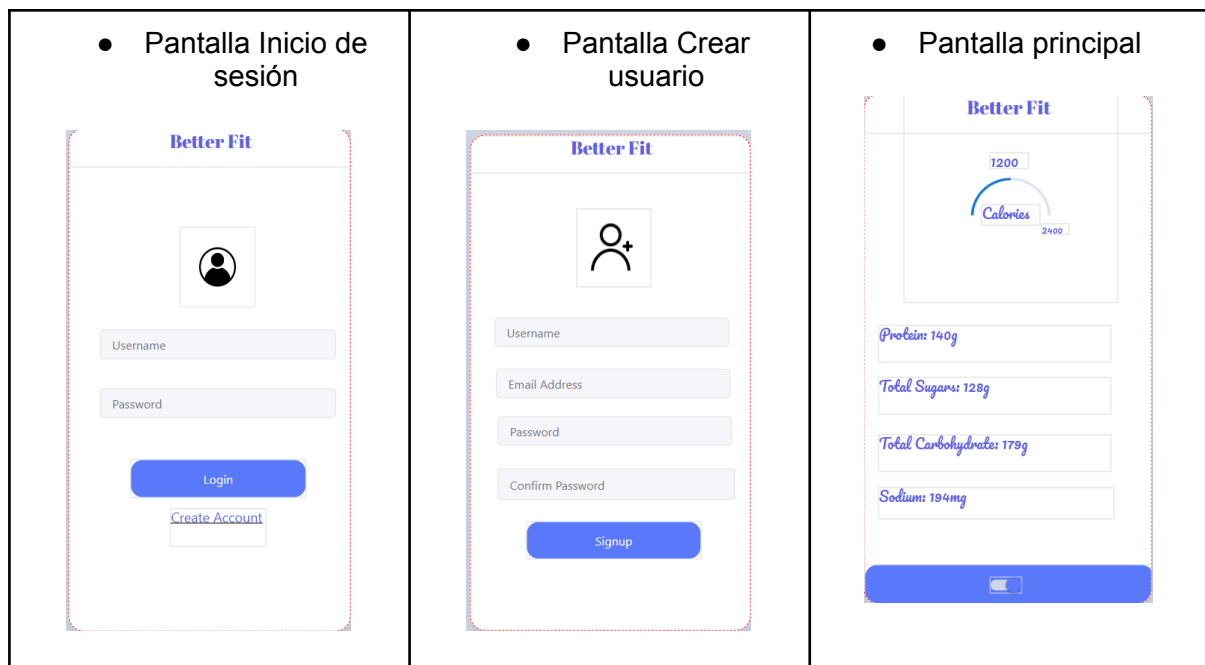 ● Pantalla Inicio de
sesión
Better Fit
Username
Password
Login
Create Account
● Pantalla Crear
usuario
Better Fit
Username
Email Address
Password
Confirm Password
Signup
● Pantalla principal
Better Fit
1200
Calories
2400
Protein: 140g
Total Sugars: 128g
Total Carbohydrate: 179g
Sodium: 194mg